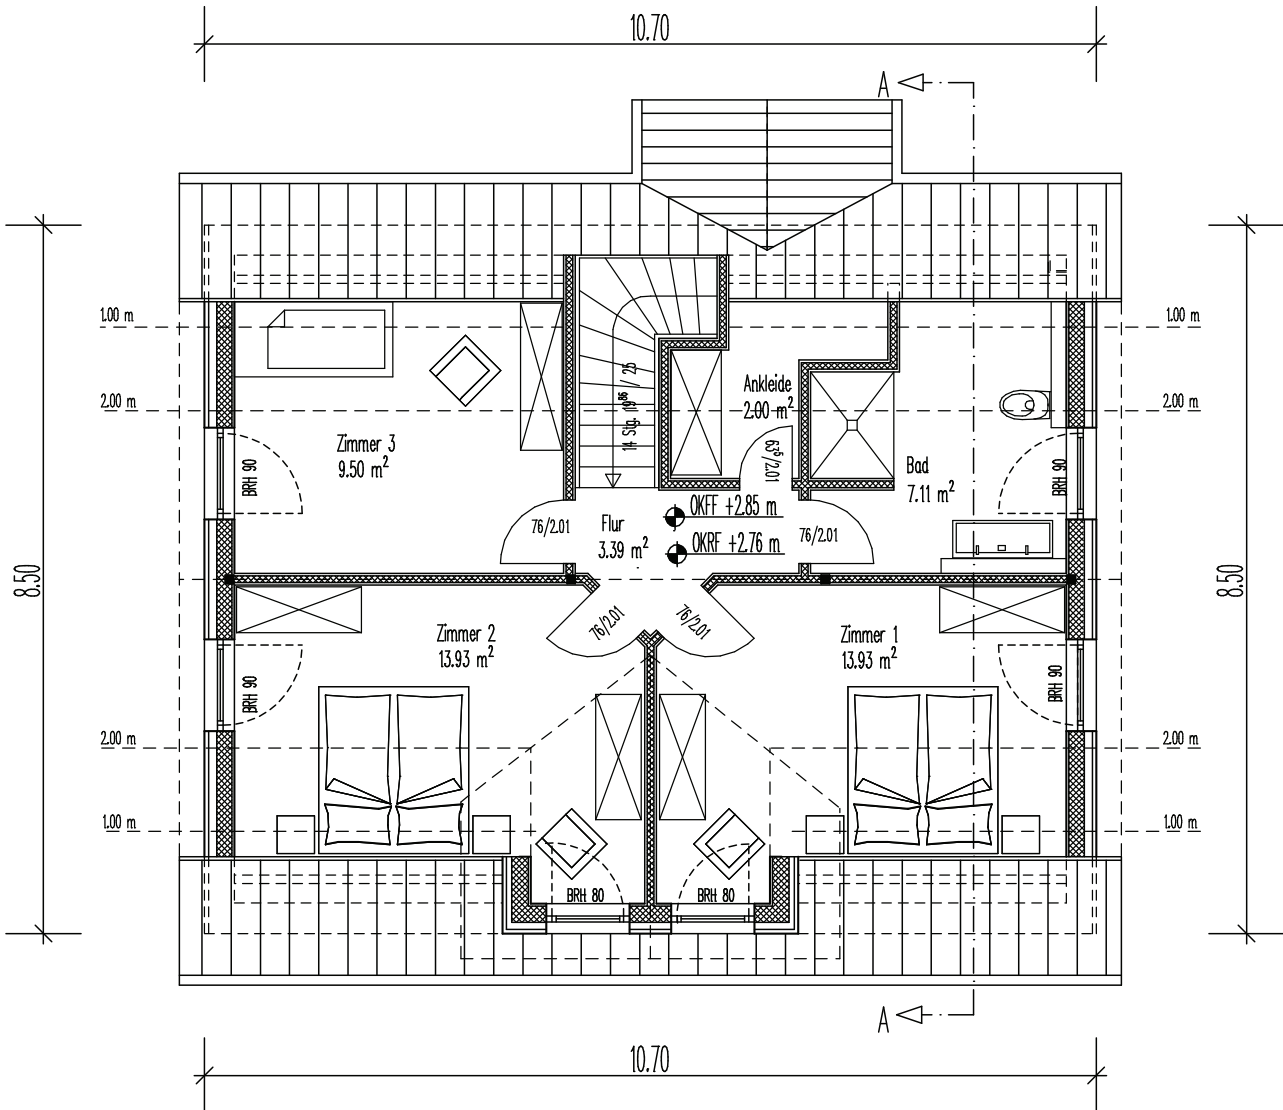 10.70
A
8.50
8.50
1.00 m
1.00 m
2.00 m
2.00 m
Zimmer 3
9.50 m²
BRH 90
14 Stg. 19⁸⁶ / 25
Ankleide
2.00 m²
63⁵/2.01
Bad
7.11 m²
BRH 90
76/2.01
Flur
3.39 m²
OKFF +2.85 m
OKRF +2.76 m
76/2.01
76/2.01
76/2.01
Zimmer 2
13.93 m²
Zimmer 1
13.93 m²
BRH 90
BRH 90
2.00 m
2.00 m
1.00 m
1.00 m
BRH 80
BRH 80
A
10.70